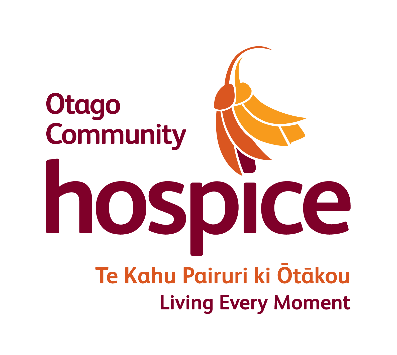 Otago
Community
hospice
Te Kahu Pairuri ki Ōtākou
Living Every Moment